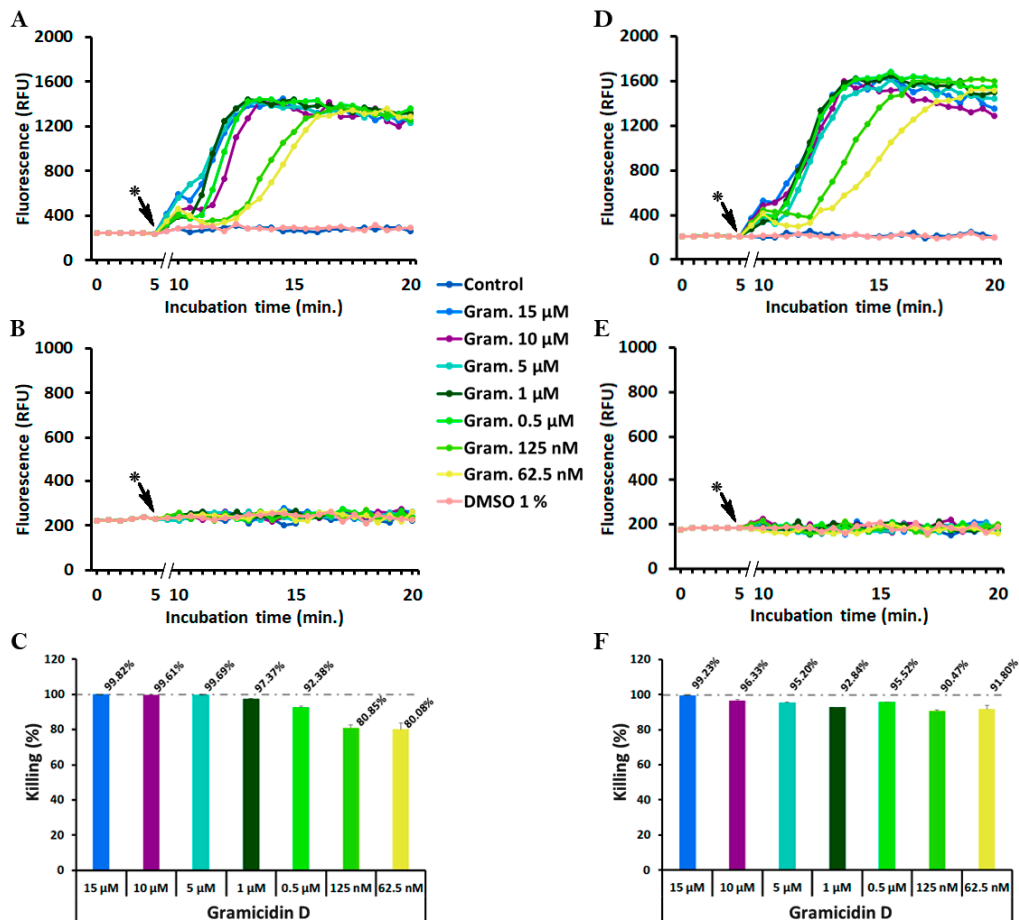 A
Fluorescence (RFU)
2000
1600
1200
800
400
0
*
0 5 10 15 20
Incubation time (min.)
B
Fluorescence (RFU)
1000
800
600
400
200
0
*
0 5 10 15 20
Incubation time (min.)
C
Killing (%)
120
100
80
60
40
20
0
99.82%
99.61%
99.69%
97.37%
92.38%
80.85%
80.08%
15 µM 10 µM 5 µM 1 µM 0.5 µM 125 nM 62.5 nM
Gramicidin D
Control
Gram. 15 µM
Gram. 10 µM
Gram. 5 µM
Gram. 1 µM
Gram. 0.5 µM
Gram. 125 nM
Gram. 62.5 nM
DMSO 1 %
D
Fluorescence (RFU)
2000
1600
1200
800
400
0
*
0 5 10 15 20
Incubation time (min.)
E
Fluorescence (RFU)
1000
800
600
400
200
0
*
0 5 10 15 20
Incubation time (min.)
F
Killing (%)
120
100
80
60
40
20
0
99.23%
96.33%
95.20%
92.84%
95.52%
90.47%
91.80%
15 µM 10 µM 5 µM 1 µM 0.5 µM 125 nM 62.5 nM
Gramicidin D